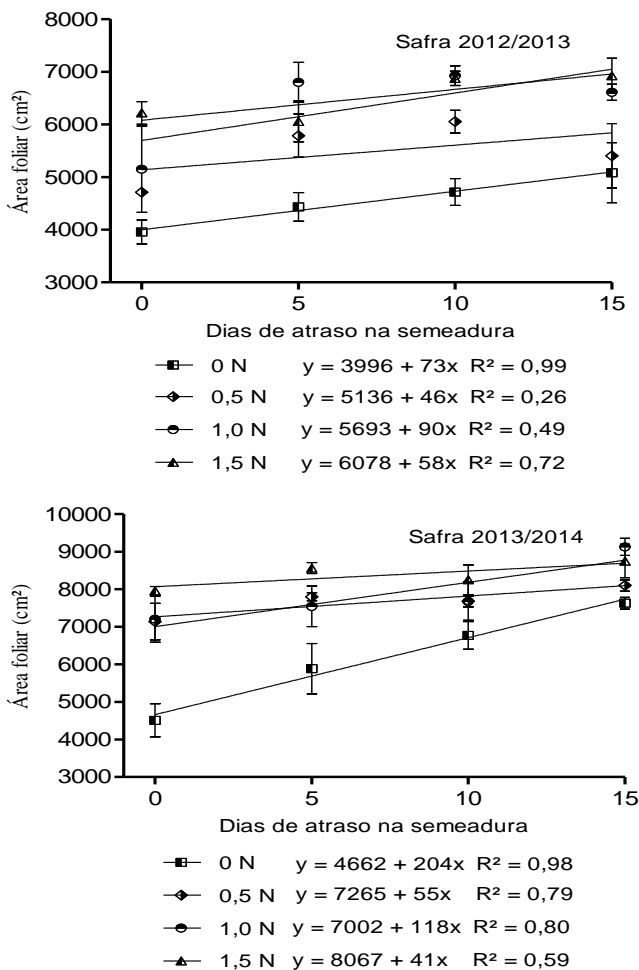 Safra 2012/2013
Área foliar (cm²)
8000
7000
6000
5000
4000
3000
0 5 10 15
Dias de atraso na semeadura
0 N y = 3996 + 73x R² = 0,99
0,5 N y = 5136 + 46x R² = 0,26
1,0 N y = 5693 + 90x R² = 0,49
1,5 N y = 6078 + 58x R² = 0,72
Safra 2013/2014
Área foliar (cm²)
10000
9000
8000
7000
6000
5000
4000
3000
0 5 10 15
Dias de atraso na semeadura
0 N y = 4662 + 204x R² = 0,98
0,5 N y = 7265 + 55x R² = 0,79
1,0 N y = 7002 + 118x R² = 0,80
1,5 N y = 8067 + 41x R² = 0,59